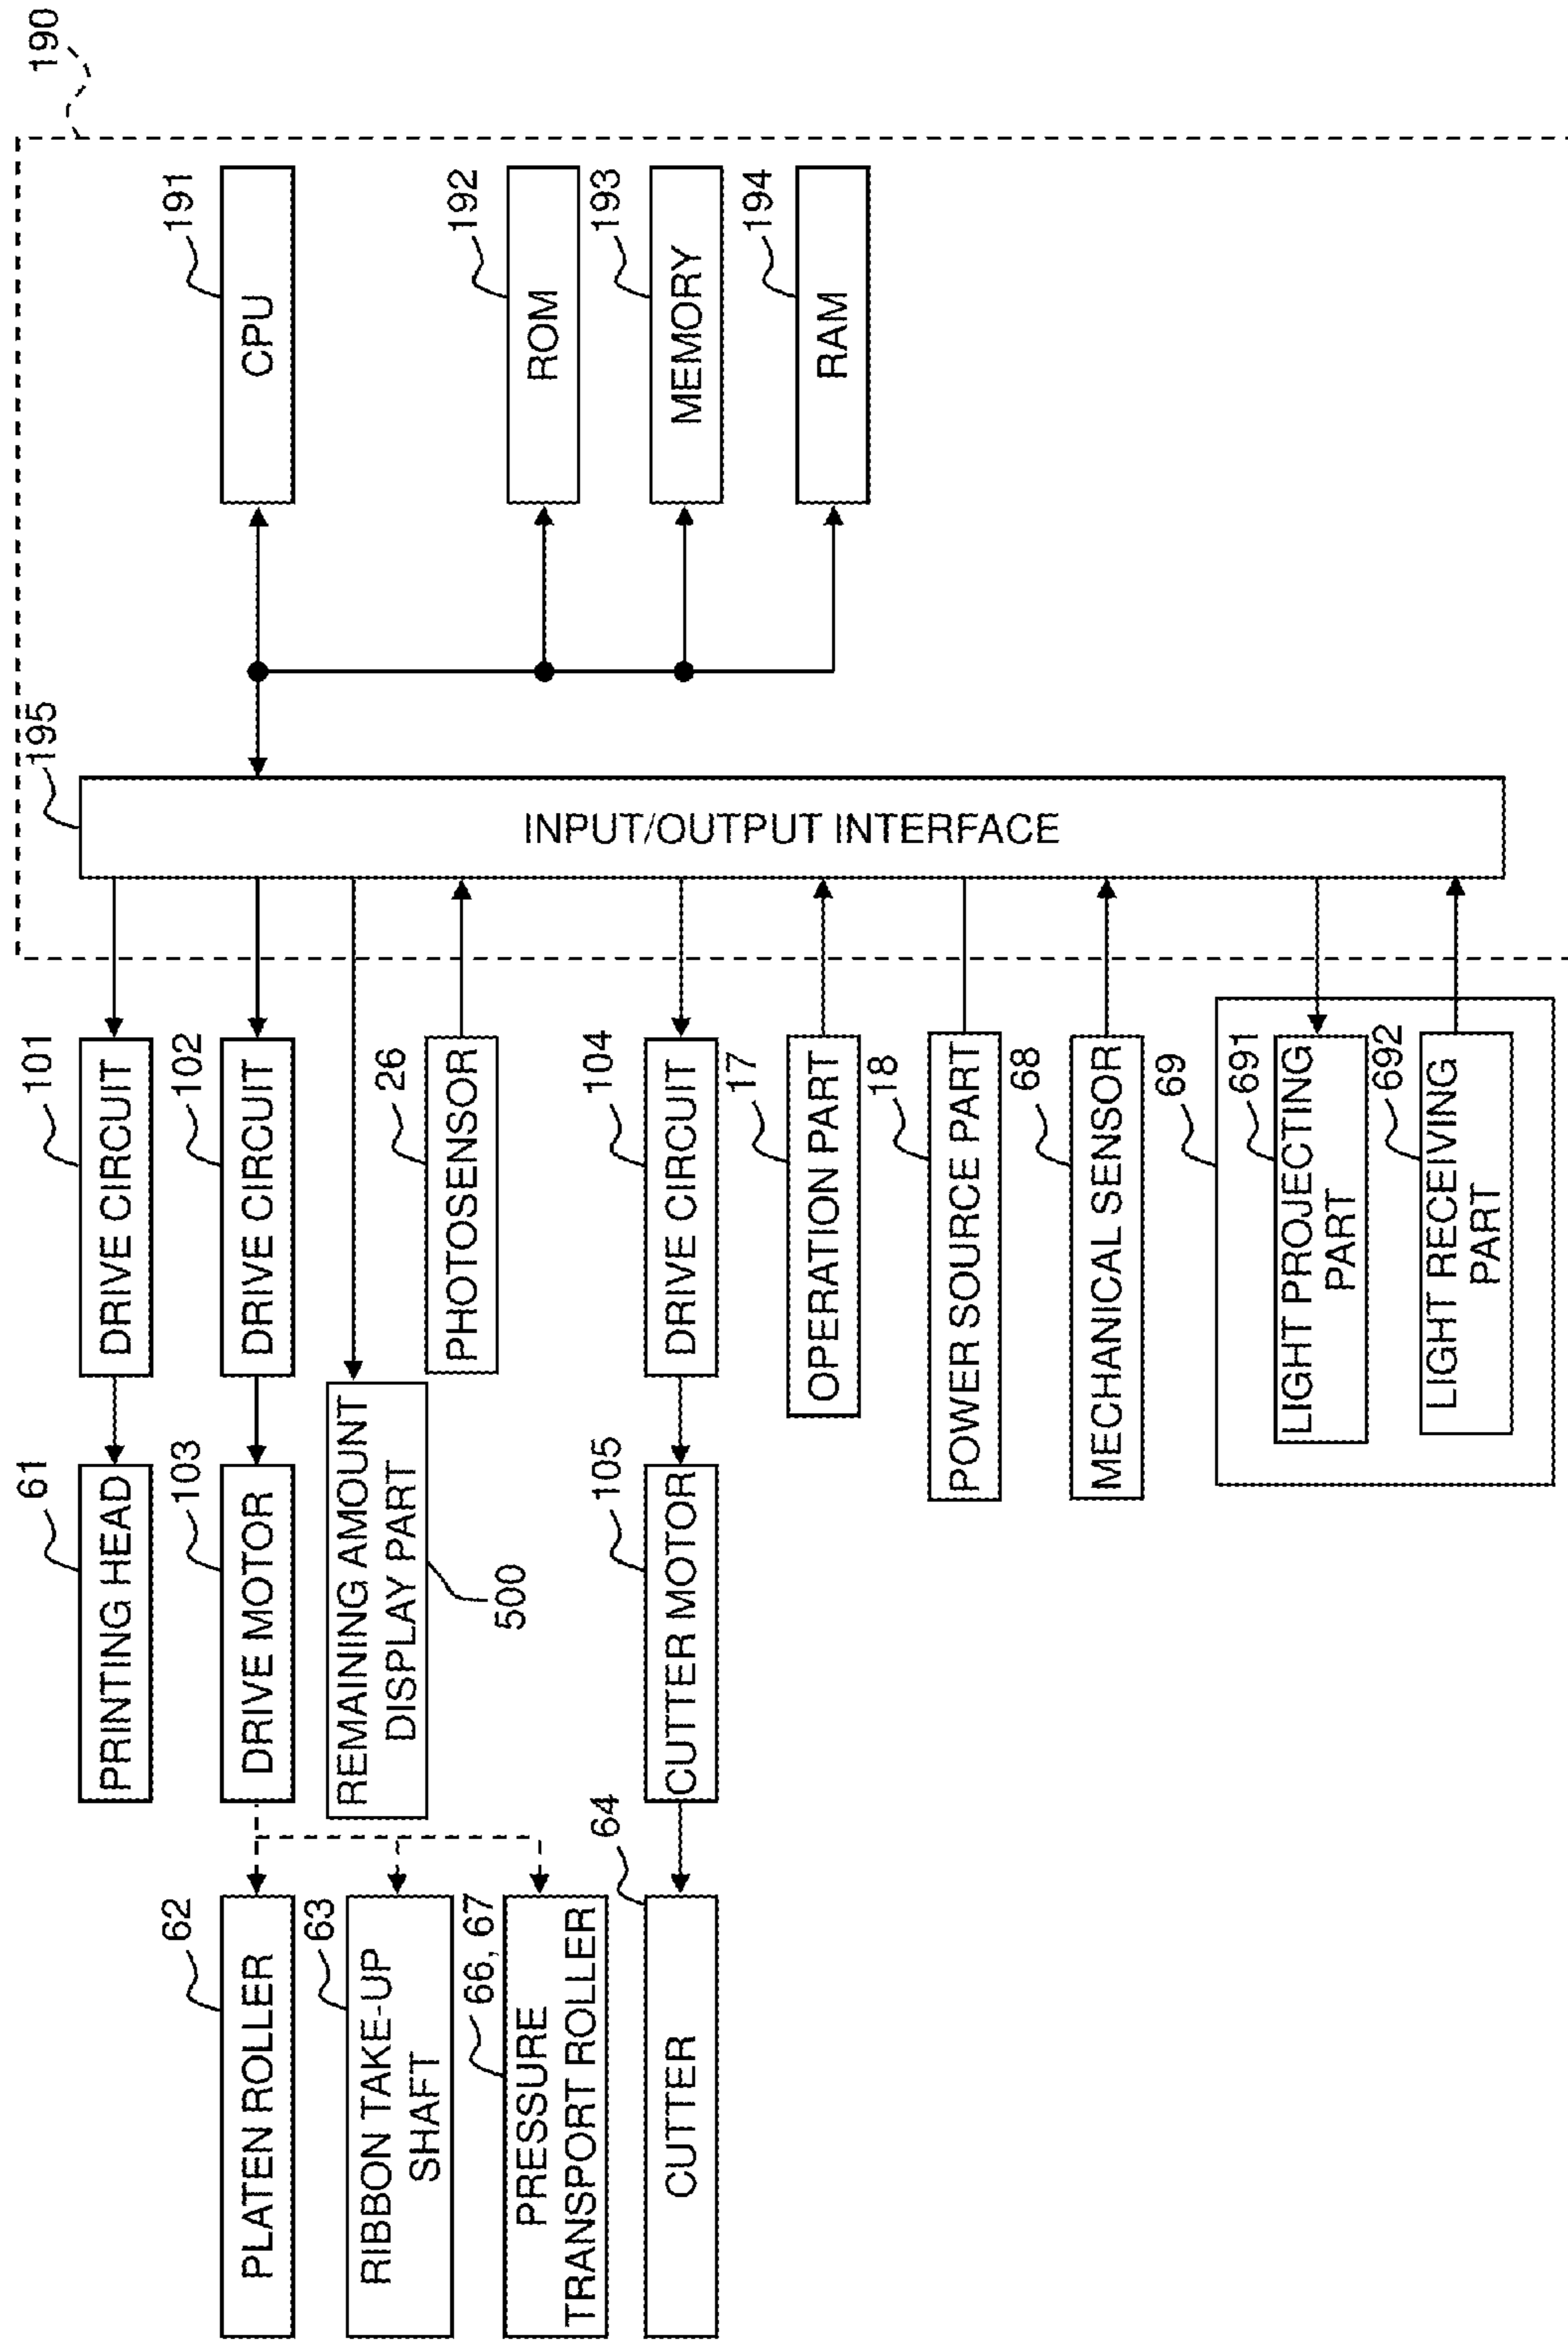 190
191
CPU
192
ROM
193
MEMORY
194
RAM
195
INPUT/OUTPUT INTERFACE
101
DRIVE CIRCUIT
102
DRIVE CIRCUIT
26
PHOTOSENSOR
104
DRIVE CIRCUIT
17
OPERATION PART
18
POWER SOURCE PART
68
MECHANICAL SENSOR
69
691
LIGHT PROJECTING
PART
692
LIGHT RECEIVING
PART
61
PRINTING HEAD
103
DRIVE MOTOR
REMAINING AMOUNT
DISPLAY PART
500
105
CUTTER MOTOR
62
PLATEN ROLLER
63
RIBBON TAKE-UP
SHAFT
66, 67
PRESSURE
TRANSPORT ROLLER
64
CUTTER